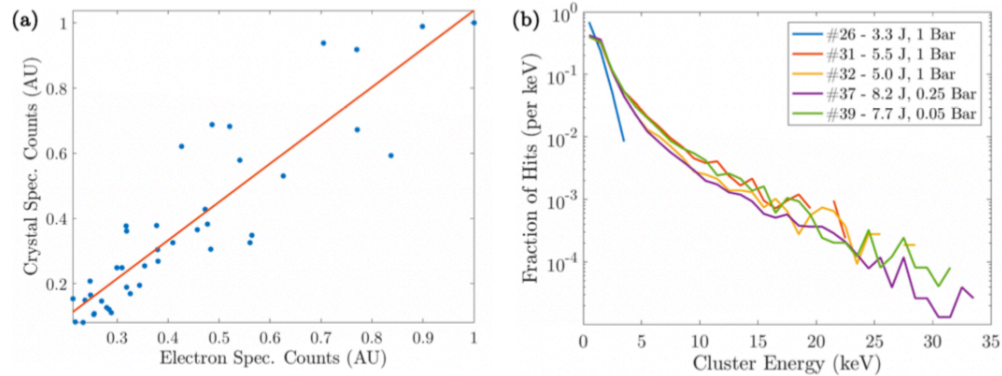 (a)
1
0.8
0.6
0.4
0.2
Crystal Spec. Counts (AU)
0.3 0.4 0.5 0.6 0.7 0.8 0.9 1
Electron Spec. Counts (AU)
(b)
10^0
10^-1
10^-2
10^-3
10^-4
Fraction of Hits (per keV)
#26 - 3.3 J, 1 Bar
#31 - 5.5 J, 1 Bar
#32 - 5.0 J, 1 Bar
#37 - 8.2 J, 0.25 Bar
#39 - 7.7 J, 0.05 Bar
0 5 10 15 20 25 30 35
Cluster Energy (keV)